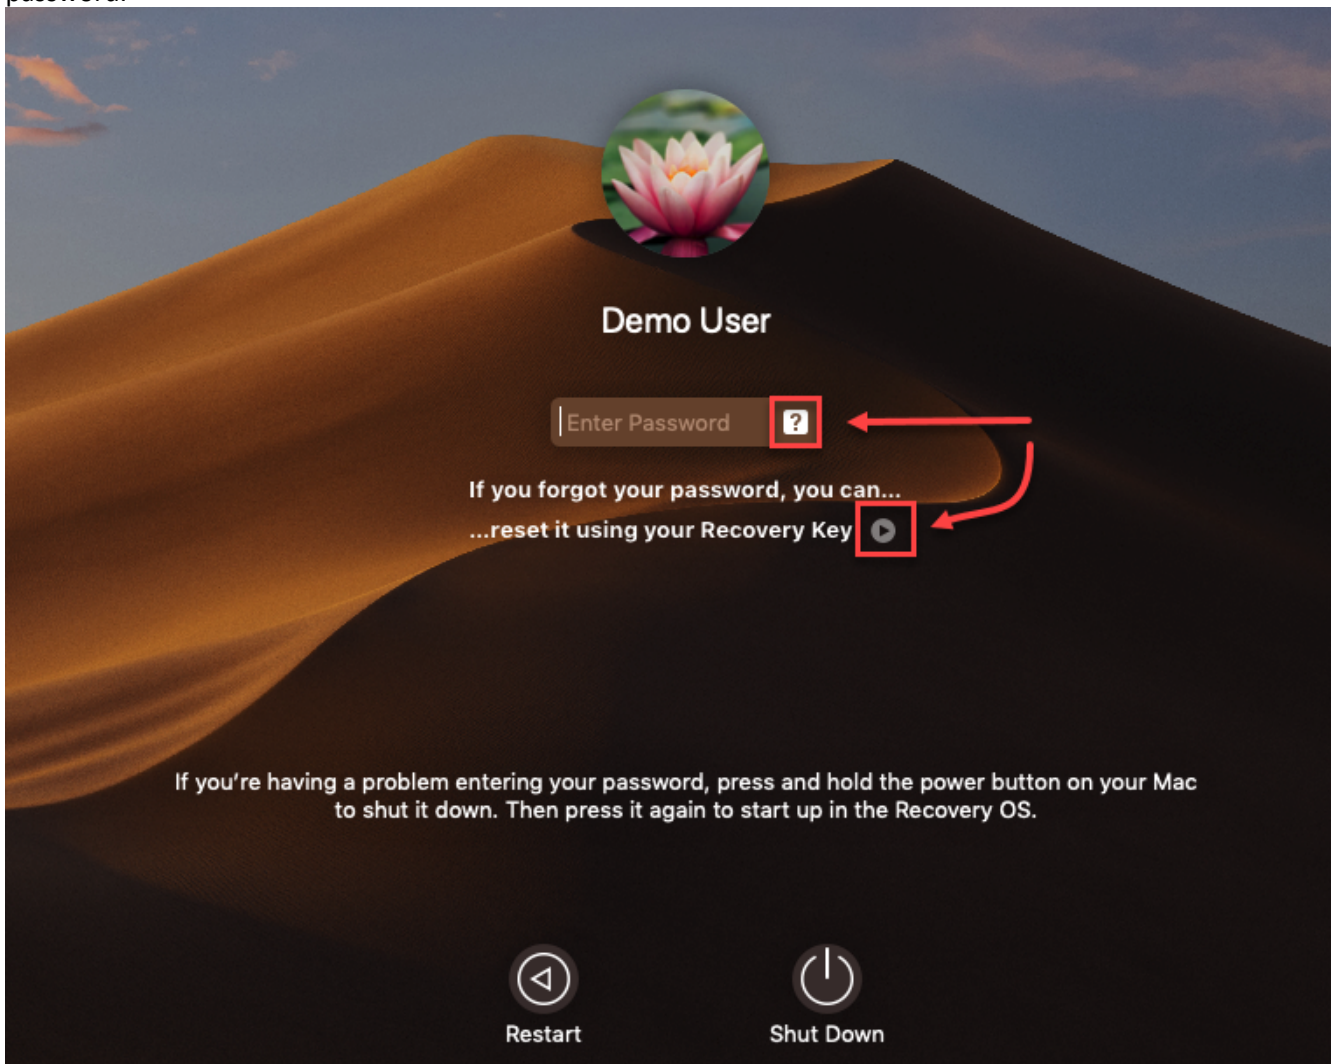 Demo User
Enter Password ?
If you forgot your password, you can...
...reset it using your Recovery Key
If you’re having a problem entering your password, press and hold the power button on your Mac
to shut it down. Then press it again to start up in the Recovery OS.
Restart Shut Down